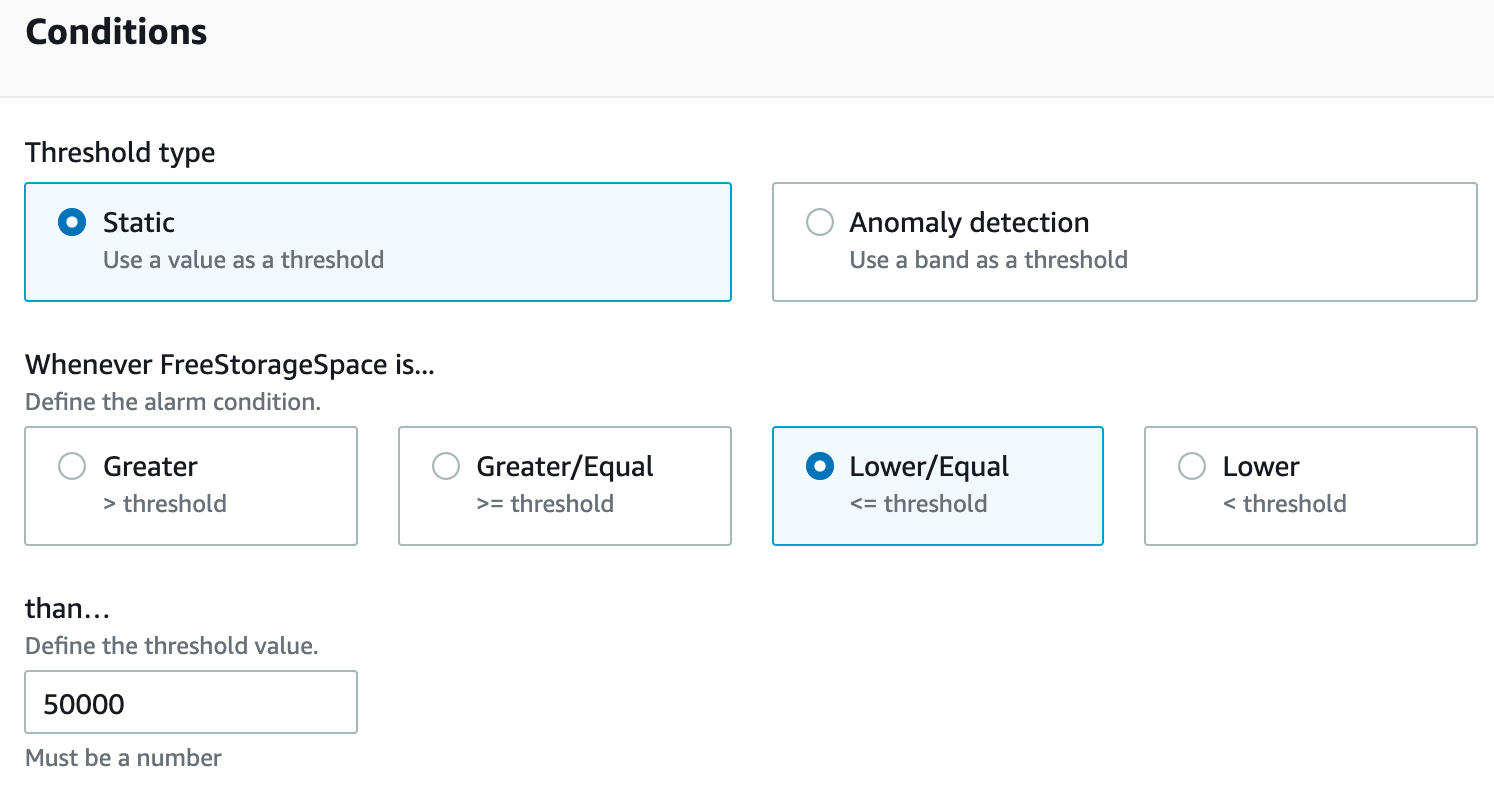 Conditions
Threshold type
Static
Use a value as a threshold
Anomaly detection
Use a band as a threshold
Whenever FreeStorageSpace is...
Define the alarm condition.
Greater
> threshold
Greater/Equal
>= threshold
Lower/Equal
<= threshold
Lower
< threshold
than…
Define the threshold value.
50000
Must be a number